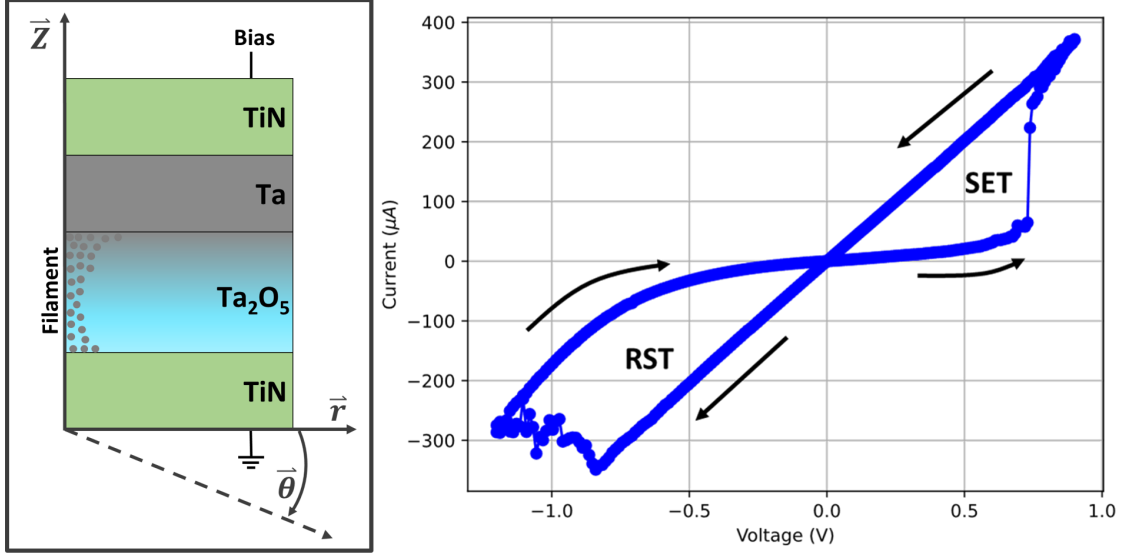 Z
Bias
TiN
Ta
Filament
Ta2O5
TiN
r
θ
400
300
200
100
0
−100
−200
−300
Current (μA)
SET
RST
−1.0 −0.5 0.0 0.5 1.0
Voltage (V)